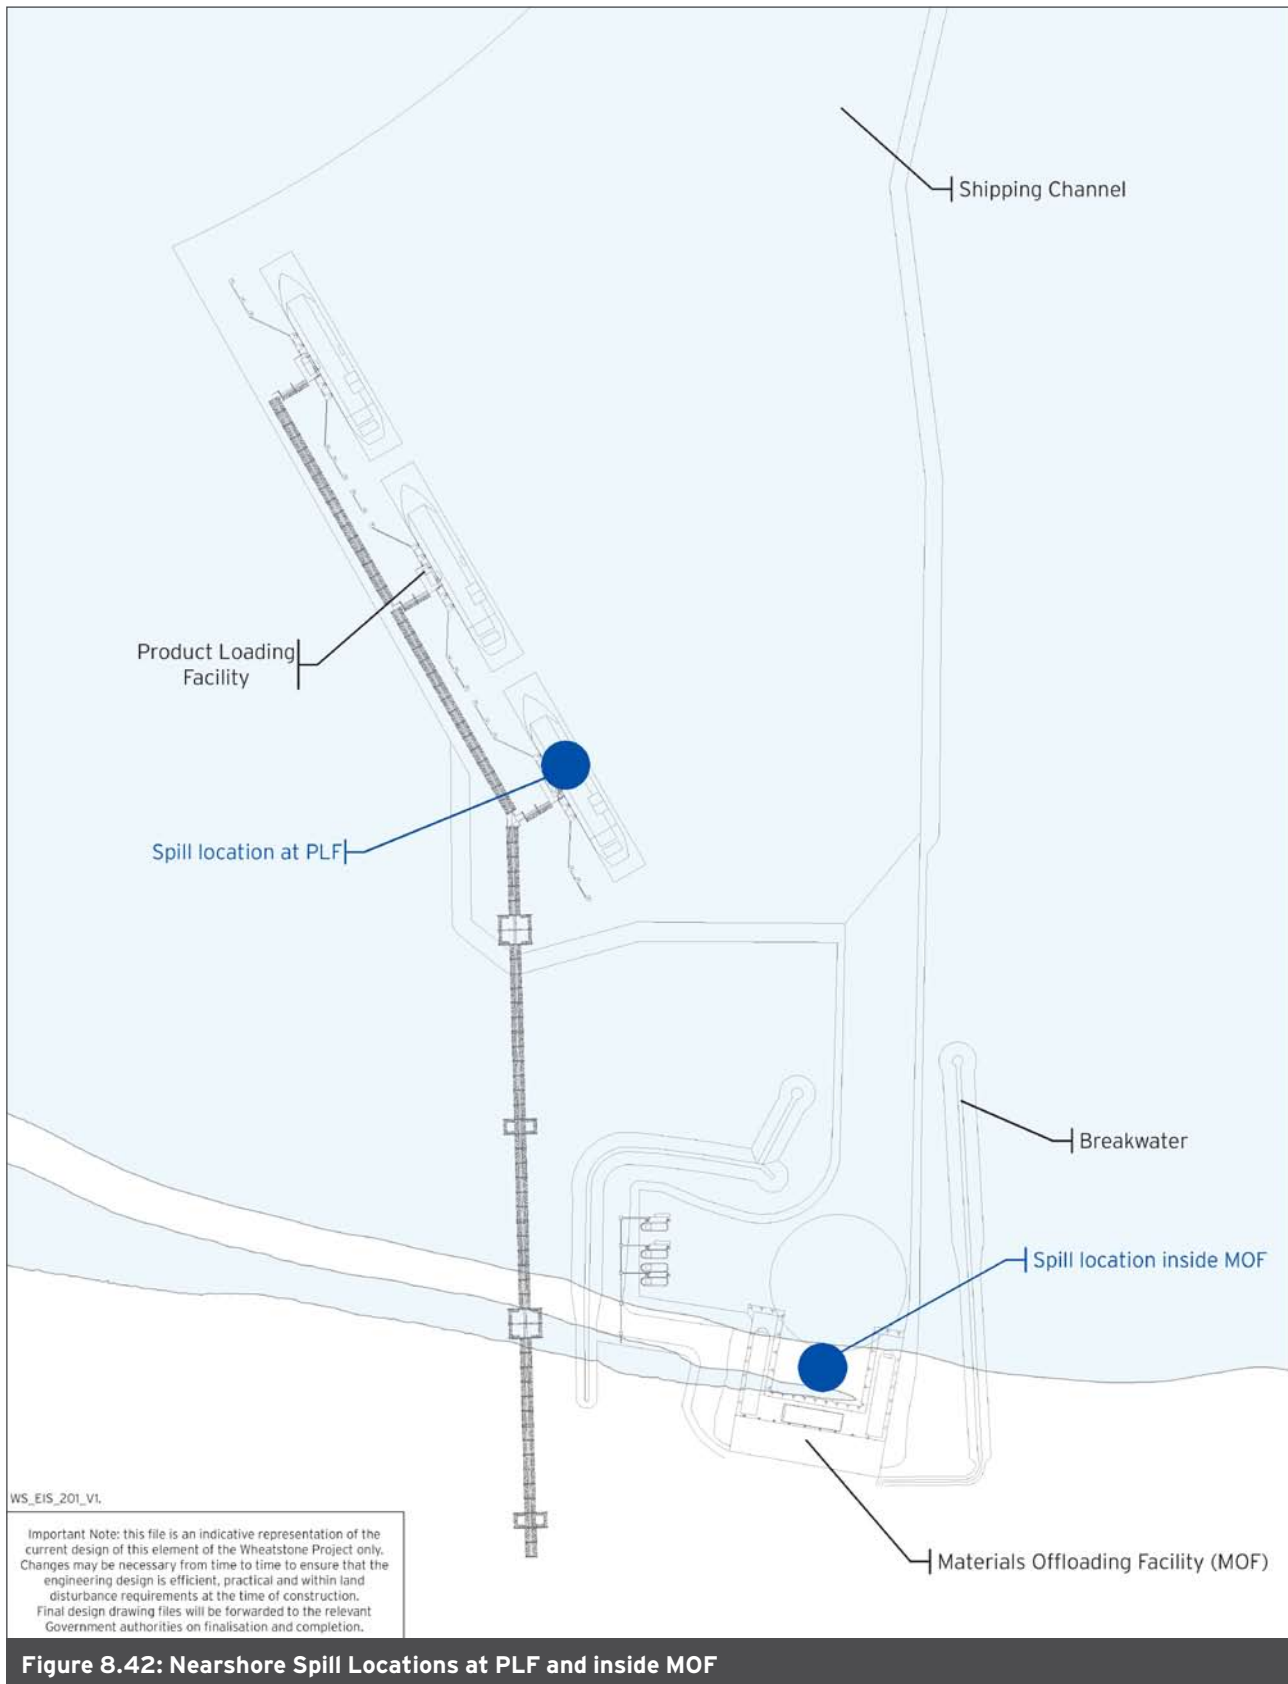 Shipping Channel
Product Loading
Facility
Spill location at PLF
Breakwater
Spill location inside MOF
WS_EIS_201_V1.
Important Note: this file is an indicative representation of the
current design of this element of the Wheatstone Project only.
Changes may be necessary from time to time to ensure that the
engineering design is efficient, practical and within land
disturbance requirements at the time of construction.
Final design drawing files will be forwarded to the relevant
Government authorities on finalisation and completion.
Materials Offloading Facility (MOF)
Figure 8.42: Nearshore Spill Locations at PLF and inside MOF